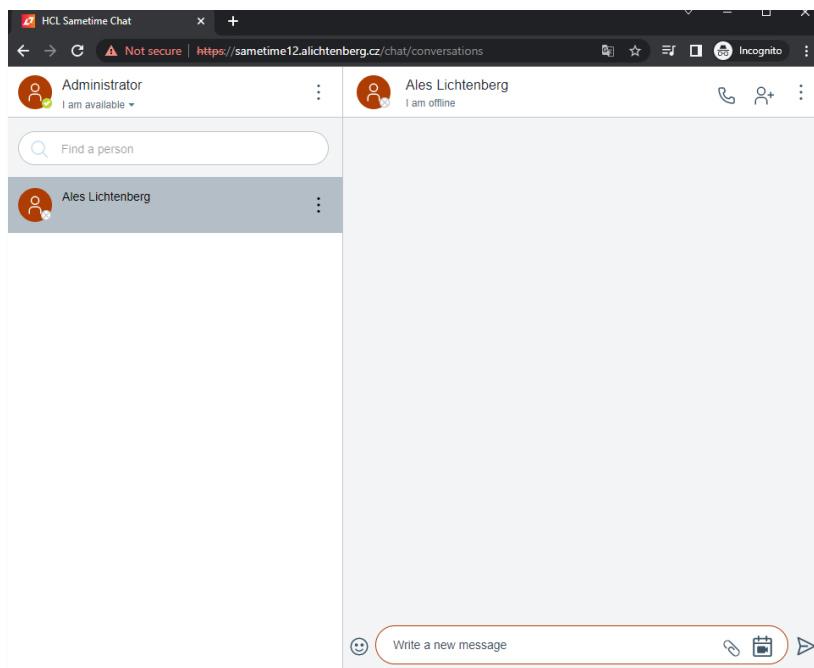 HCL Sametime Chat
Not secure | https://sametime12.alichtenberg.cz/chat/conversations
Incognito
Administrator
I am available
Find a person
Ales Lichtenberg
Ales Lichtenberg
I am offline
Write a new message